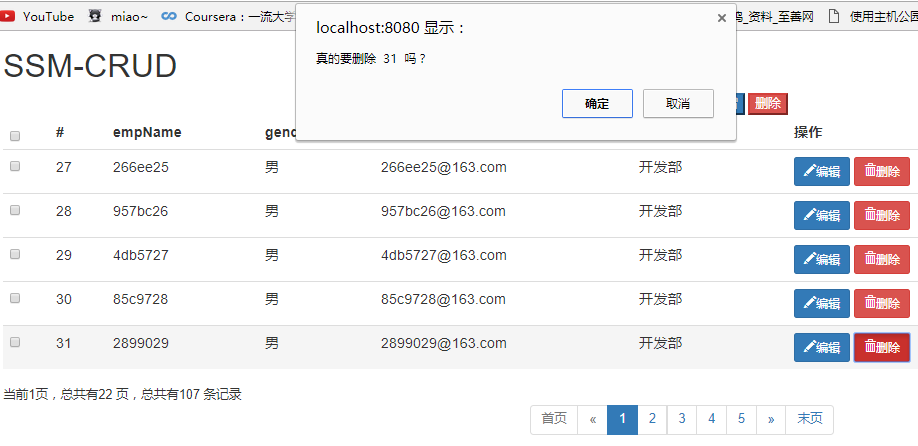 YouTube miao~ Coursera：一流大学 _资料_至善网 使用主机公园
localhost:8080 显示：
真的要删除 31 吗？
确定 取消
SSM-CRUD
删除
# empName 操作
27 266ee25 男 266ee25@163.com 开发部 编辑 删除
28 957bc26 男 957bc26@163.com 开发部 编辑 删除
29 4db5727 男 4db5727@163.com 开发部 编辑 删除
30 85c9728 男 85c9728@163.com 开发部 编辑 删除
31 2899029 男 2899029@163.com 开发部 编辑 删除
当前1页，总共有22 页，总共有107 条记录
首页 « 1 2 3 4 5 » 末页